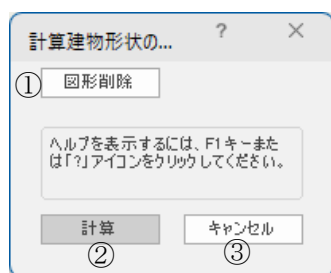 計算建物形状の... ? ×
① 図形削除
ヘルプを表示するには、F1キーまた
は「?」アイコンをクリックしてください。
計算 キャンセル
② ③